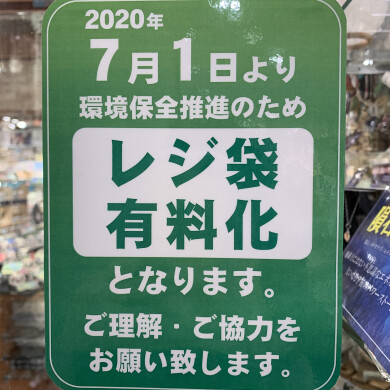 2020年
7月1日より
環境保全推進のため
レジ袋
有料化
となります。
ご理解・ご協力を
お願い致します。